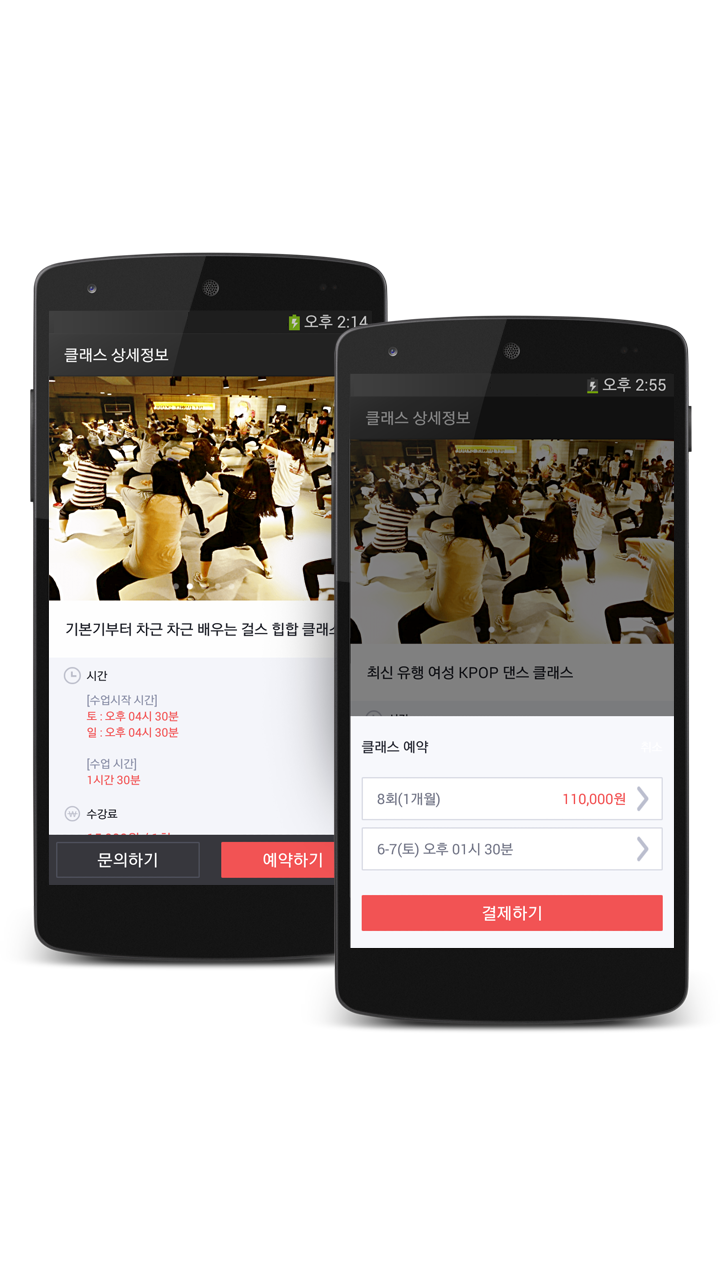 오후 2:14
클래스 상세정보
기본기부터 차근 차근 배우는 걸스 힙합
시간
[수업시작 시간]
토 : 오후 04시 30분
일 : 오후 04시 30분
[수업 시간]
1시간 30분
수강료
문의하기
예약하기
오후 2:55
클래스 상세정보
최신 유행 여성 KPOP 댄스 클래스
클래스 예약
취소
8회(1개월)
110,000원
6-7(토) 오후 01시 30분
결제하기